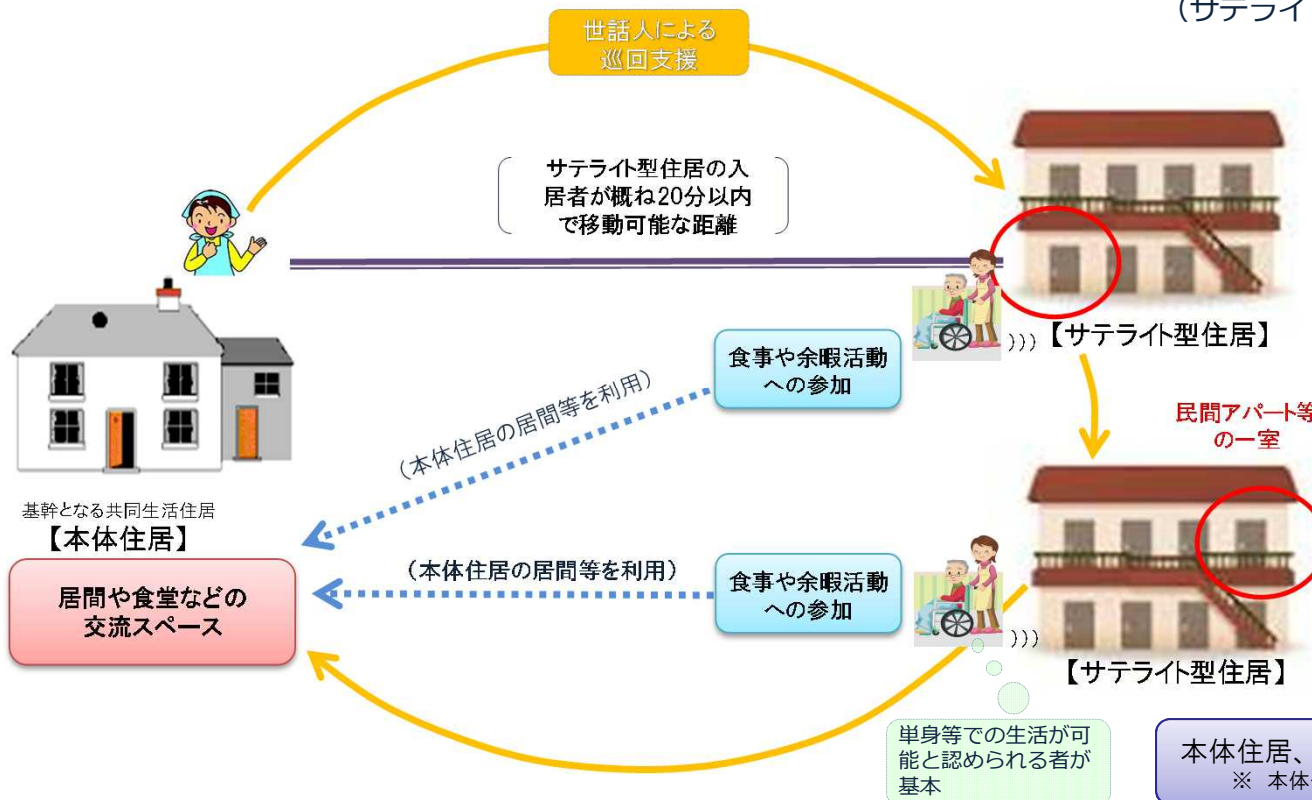 (サテライ
世話人による
巡回支援
サテライト型住居の入
居者が概ね20分以内
で移動可能な距離
)))【サテライト型住居】
食事や余暇活動
への参加
(本体住居の居間等を利用)
民間アパート等
の一室
基幹となる共同生活住居
【本体住居】
居間や食堂などの
交流スペース
(本体住居の居間等を利用)
食事や余暇活動
への参加
)))
【サテライト型住居】
単身等での生活が可
能と認められる者が
基本
本体住居、
※ 本体